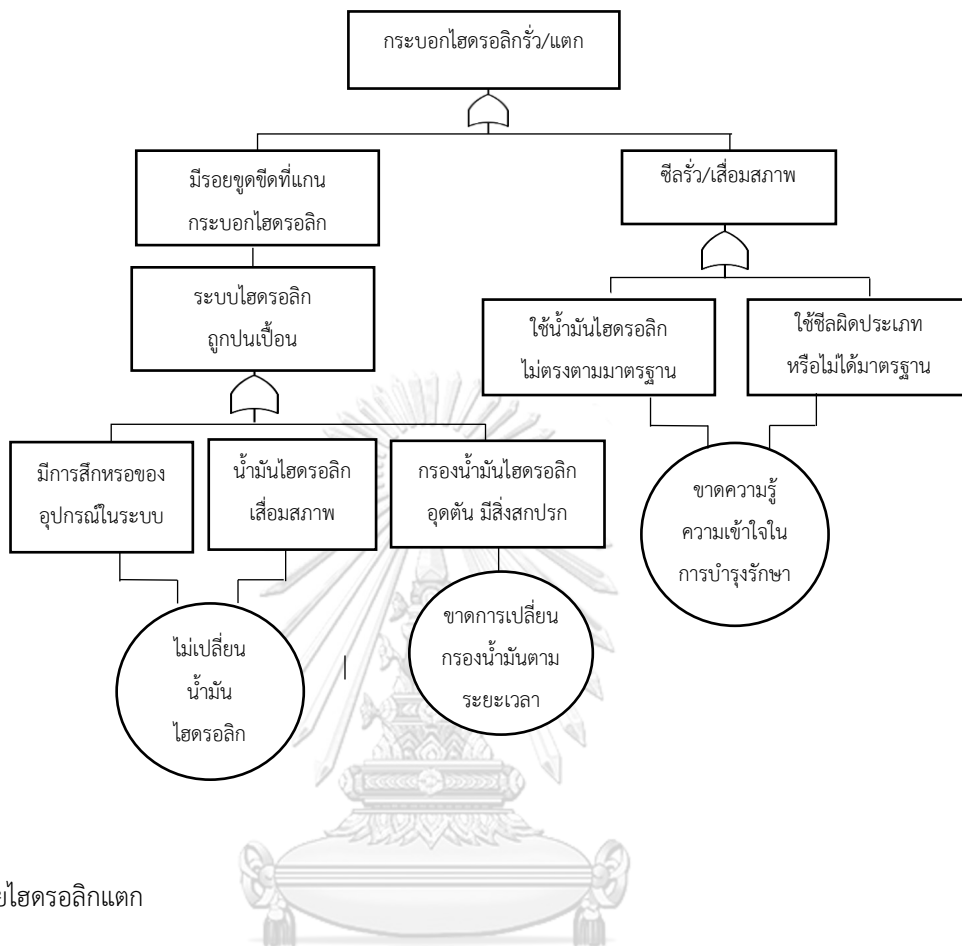 กระบอกไฮดรอลิกรั่ว/แตก
มีรอยขูดขีดที่แกน
กระบอกไฮดรอลิก
ซีลรั่ว/เสื่อมสภาพ
ระบบไฮดรอลิก
ถูกปนเปื้อน
ใช้น้ำมันไฮดรอลิก
ไม่ตรงตามมาตรฐาน
ใช้ซีลผิดประเภท
หรือไม่ได้มาตรฐาน
มีการสึกหรอของ
อุปกรณ์ในระบบ
น้ำมันไฮดรอลิก
เสื่อมสภาพ
กรองน้ำมันไฮดรอลิก
อุดตัน มีสิ่งสกปรก
ขาดความรู้
ความเข้าใจใน
การบำรุงรักษา
ไม่เปลี่ยน
น้ำมัน
ไฮดรอลิก
ขาดการเปลี่ยน
กรองน้ำมันตาม
ระยะเวลา
ไฮดรอลิกแตก